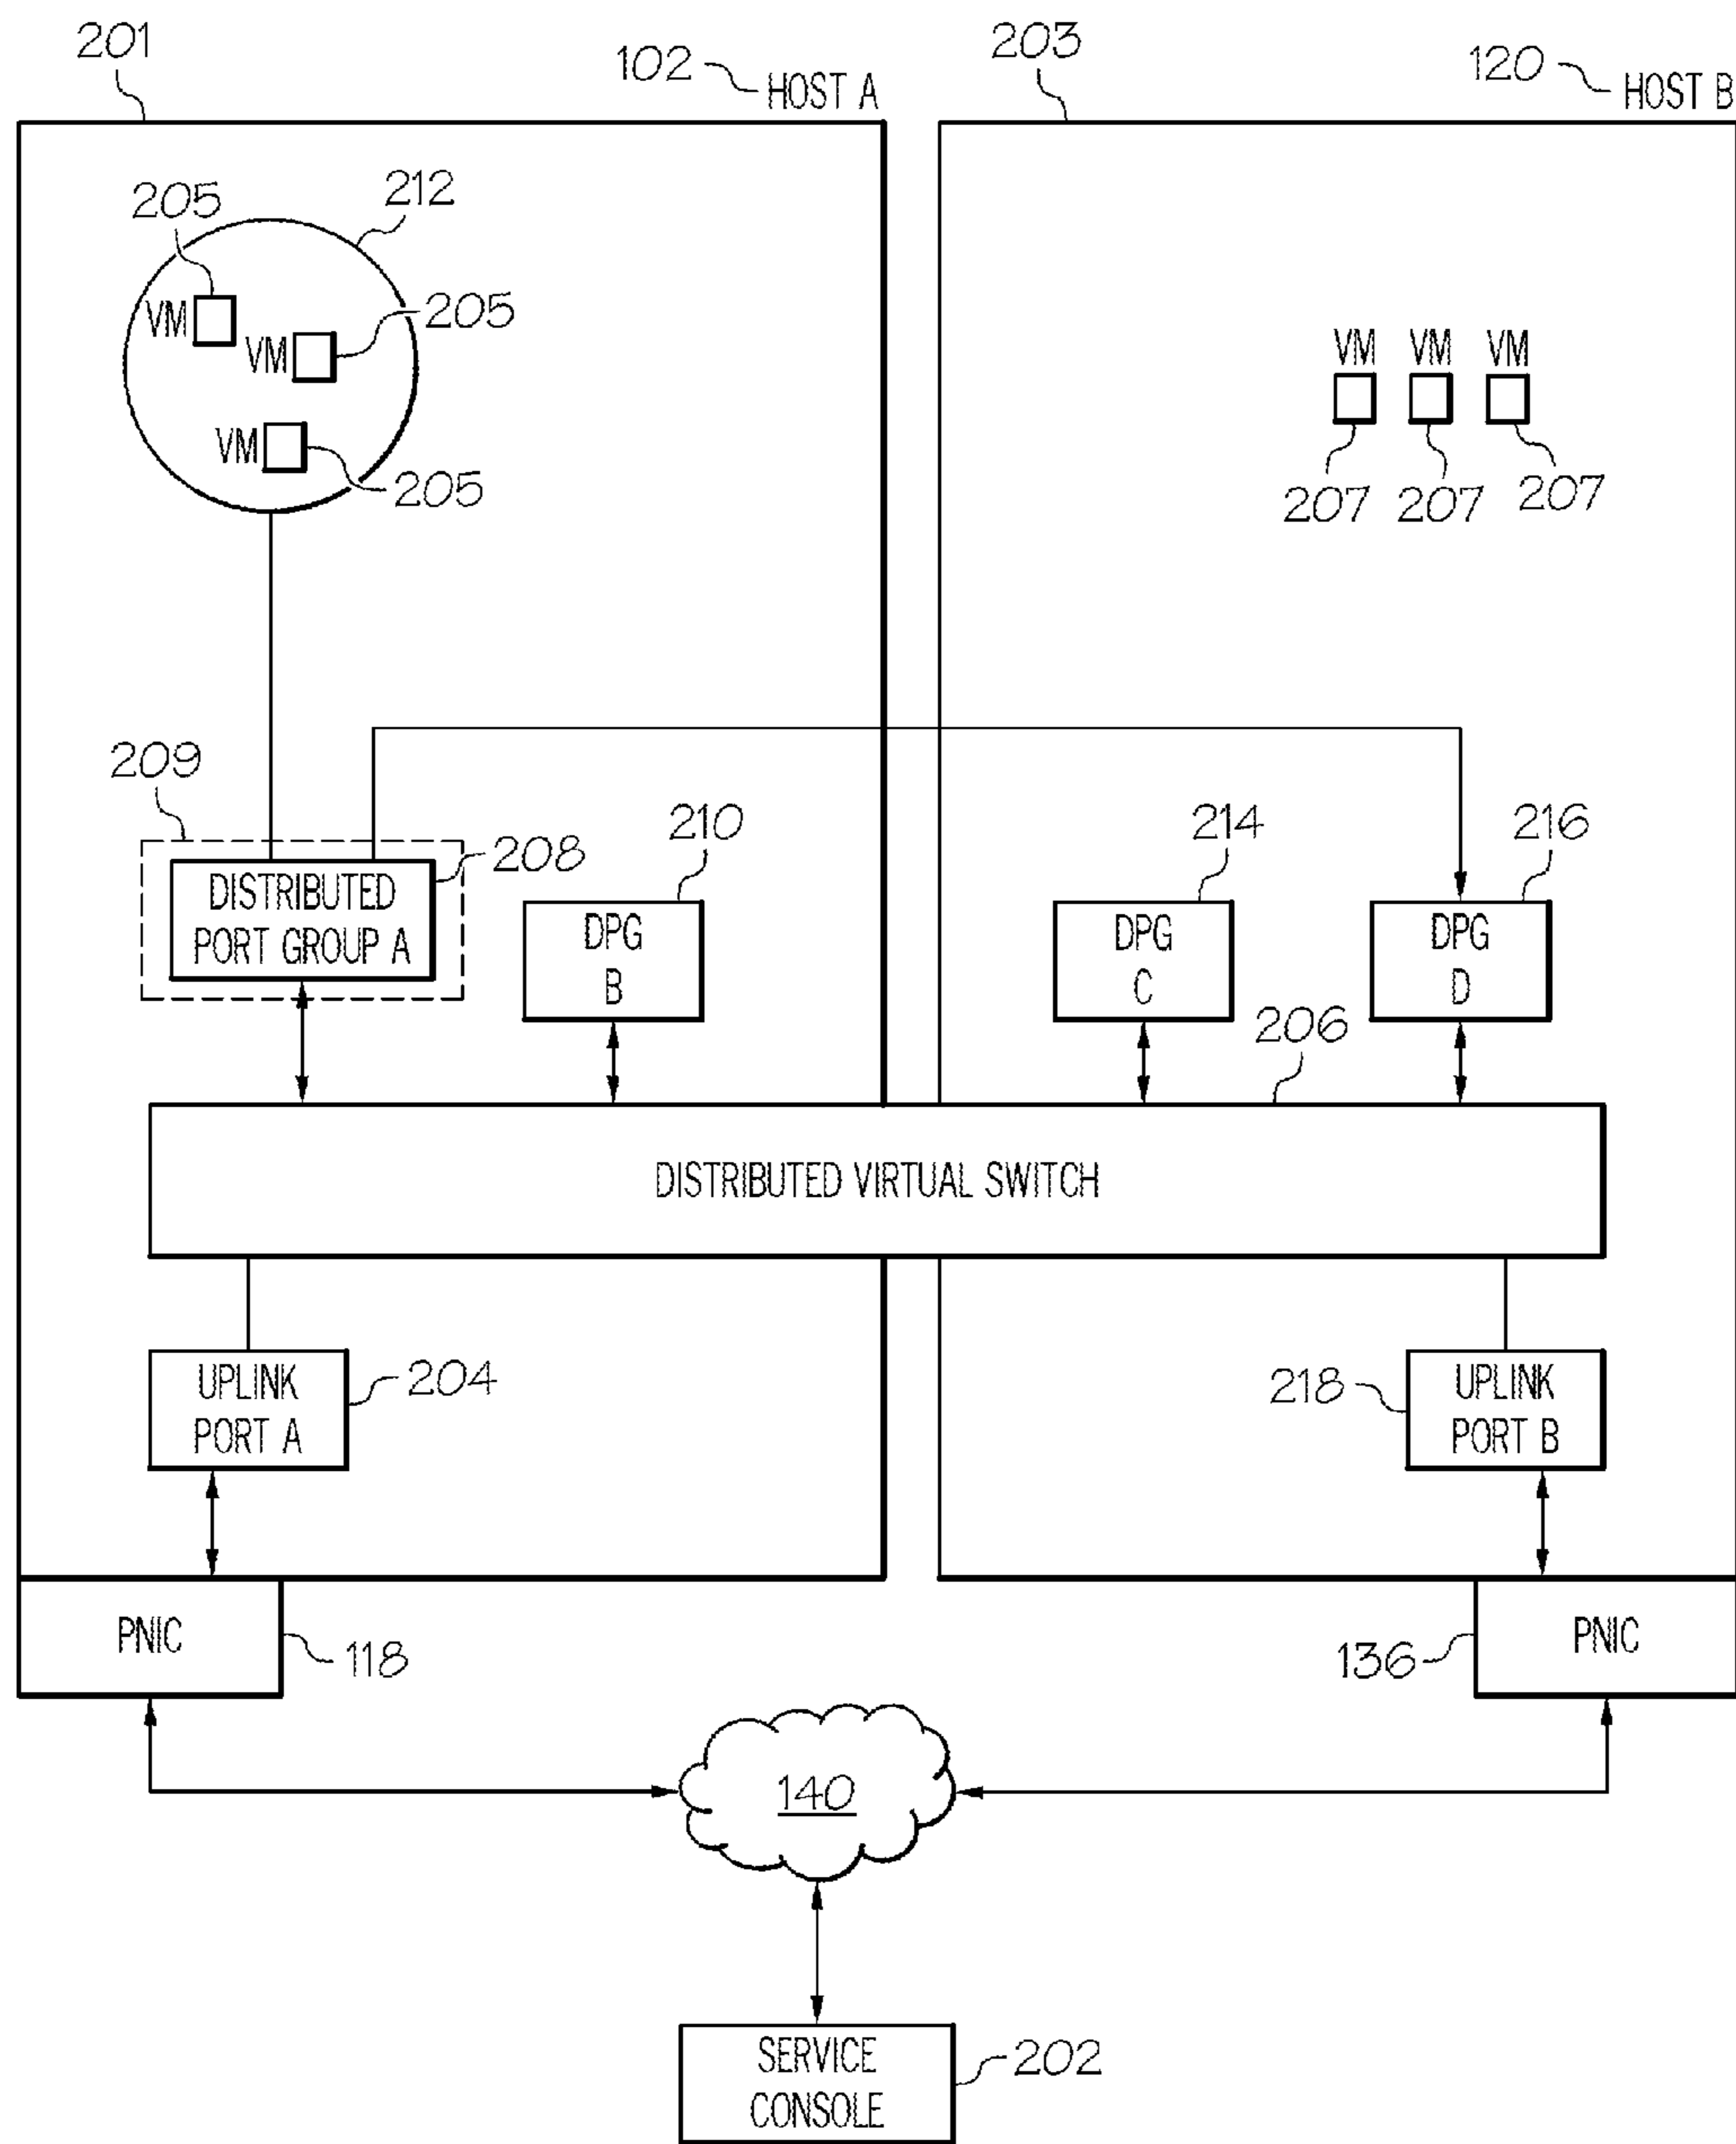 201
102
HOST A
203
120
HOST B
212
205
VM
VM
205
VM
205
VM
VM
VM
207
207
207
209
208
DISTRIBUTED
PORT GROUP A
210
DPG
B
214
DPG
C
216
DPG
D
206
DISTRIBUTED VIRTUAL SWITCH
UPLINK
PORT A
204
218
UPLINK
PORT B
PNIC
118
136
PNIC
140
SERVICE
CONSOLE
202